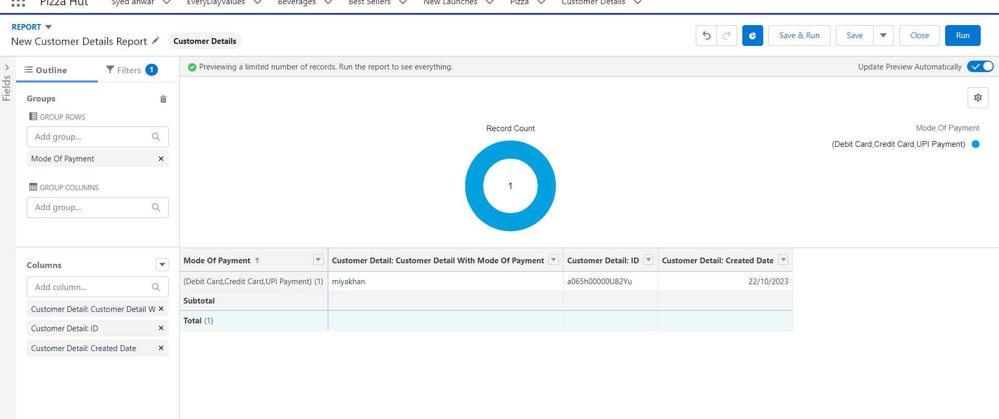 Pizza Hut Syed anwar EveryDayValues Beverages Best Sellers New Launches Pizza Customer Details
REPORT
New Customer Details Report Customer Details
Save & Run Save Close Run
Fields
Outline Filters 1
Previewing a limited number of records. Run the report to see everything.
Update Preview Automatically
Groups
GROUP ROWS
Add group...
Mode Of Payment
GROUP COLUMNS
Add group...
Record Count
1
Mode Of Payment
(Debit Card,Credit Card,UPI Payment)
Columns
Add column...
Customer Detail: Customer Detail W
Customer Detail: ID
Customer Detail: Created Date
Mode Of Payment ↑ Customer Detail: Customer Detail With Mode Of Payment Customer Detail: ID Customer Detail: Created Date
(Debit Card,Credit Card,UPI Payment) (1) miyakhan a065h00000U82Yu 22/10/2023
Subtotal
Total (1)